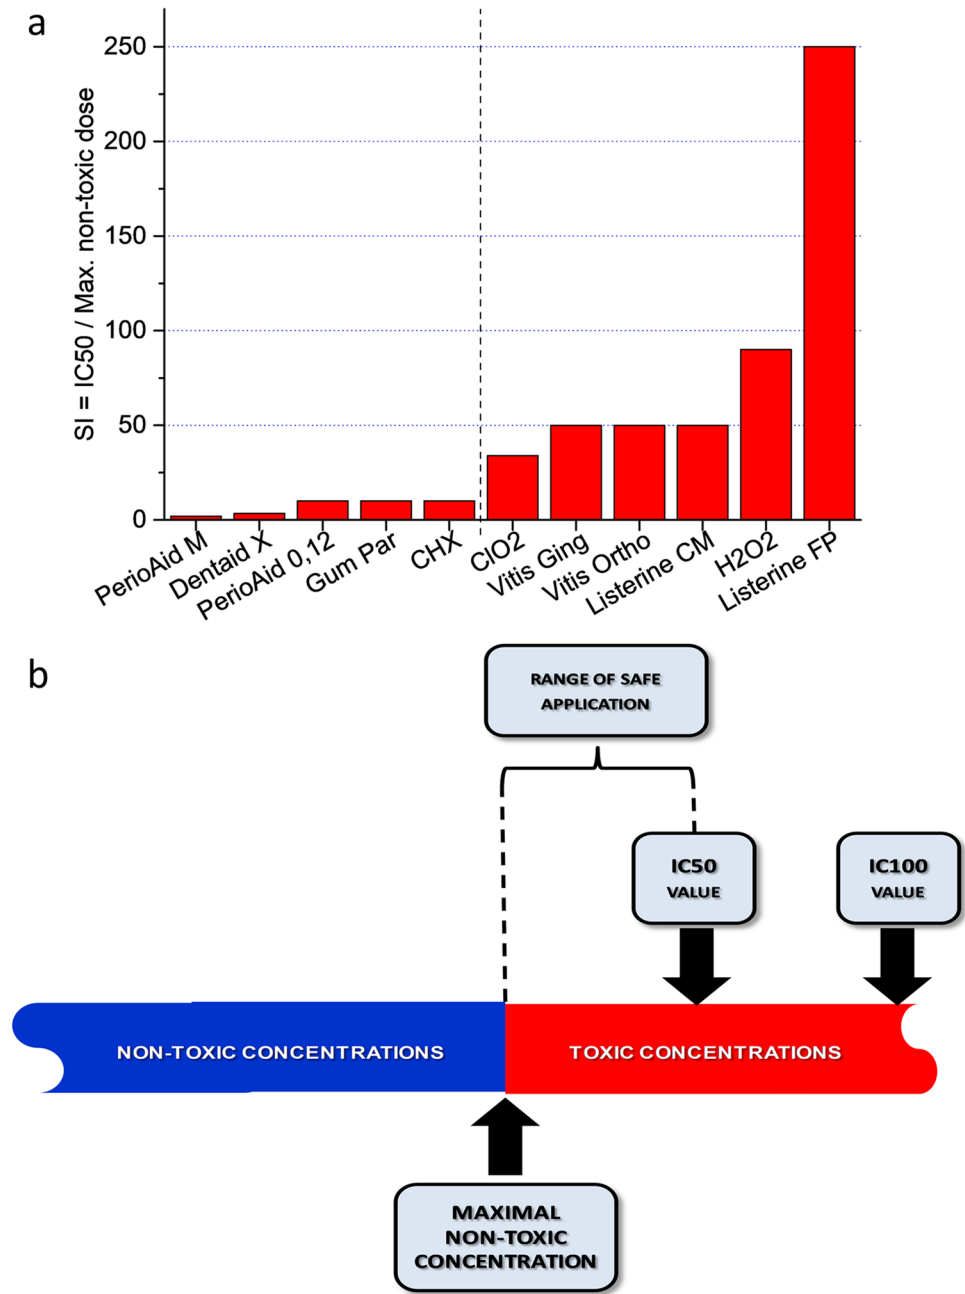 a
SI = IC50 / Max. non-toxic dose
250
200
150
100
50
0
PerioAid M
Dentaid X
PerioAid 0,12
Gum Par
CHX
ClO2
Vitis Ging
Vitis Ortho
Listerine CM
H2O2
Listerine FP
b
RANGE OF SAFE
APPLICATION
IC50
VALUE
IC100
VALUE
NON-TOXIC CONCENTRATIONS
TOXIC CONCENTRATIONS
MAXIMAL
NON-TOXIC
CONCENTRATION